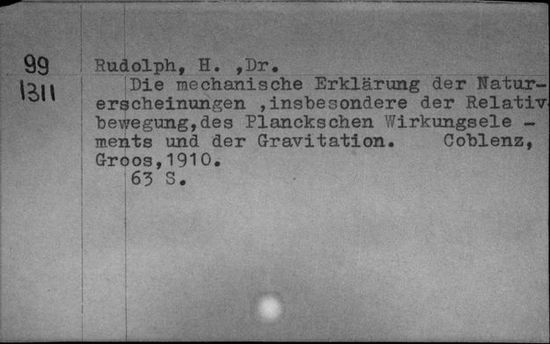 99 Rudolph, H. ,Dr.
1311 Die mechanische Erklärung der Natur-
erscheinungen ,insbesondere der Relativ-
bewegung,des Planckschen Wirkungsele -
ments und der Gravitation. Coblenz,
Groos,1910.
63 S.